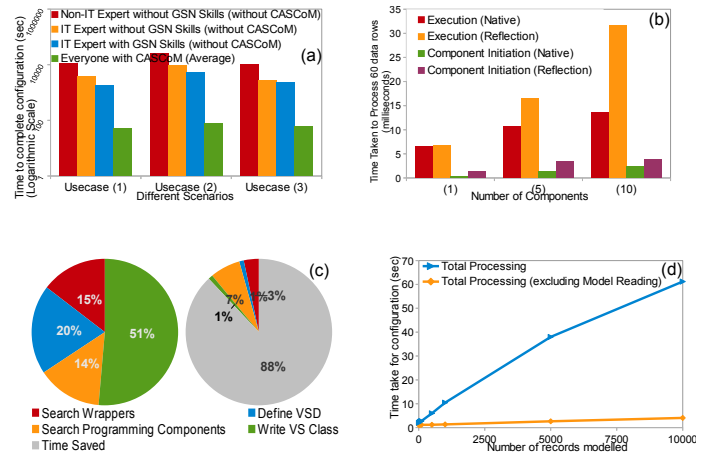 Time to complete configuration (sec)
(Logarithmic Scale)
1000000
10000
100
1
Non-IT Expert without GSN Skills (without CASCoM)
IT Expert without GSN Skills (without CASCoM)
IT Expert with GSN Skills (without CASCoM)
Everyone with CASCoM (Average)
(a)
Usecase (1)
Usecase (2)
Usecase (3)
Different Scenarios
Time Taken to Process 60 data rows
(milliseconds)
35
30
25
20
15
10
5
0
Execution (Native)
Execution (Reflection)
Component Initiation (Native)
Component Initiation (Reflection)
(b)
(1)
(5)
(10)
Number of Components
(c)
15%
20%
14%
51%
7%
1%
3%
1%
88%
Search Wrappers
Define VSD
Search Programming Components
Write VS Class
Time Saved
Time take for configuration (sec)
70
60
50
40
30
20
10
0
Total Processing
Total Processing (excluding Model Reading)
(d)
0
2500
5000
7500
10000
Number of records modelled